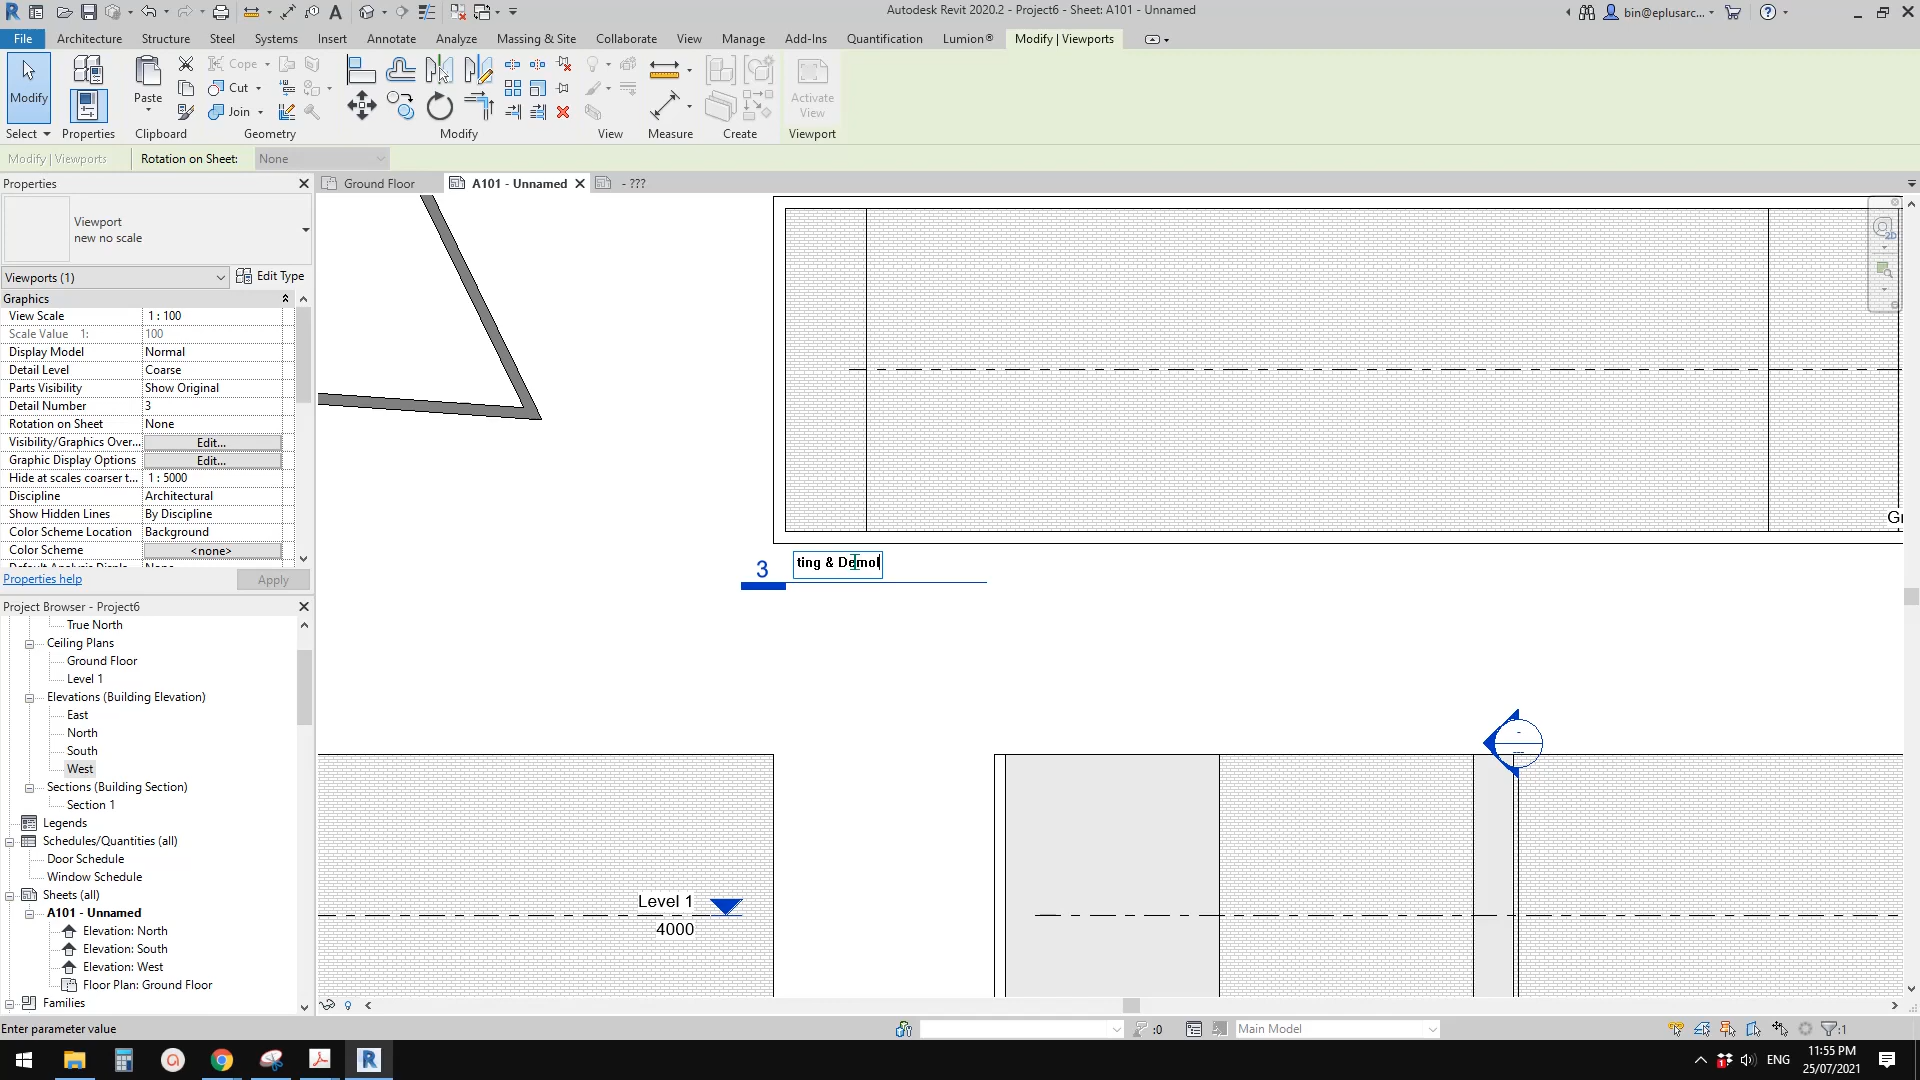 Autodesk Revit 2020.2 - Project6 - Sheet: A101 - Unnamed
bin@eplusarc...
File Architecture Structure Steel Systems Insert Annotate Analyze Massing & Site Collaborate View Manage Add-Ins Quantification Lumion® Modify | Viewports
Modify
Properties
Paste
Cope
Cut
Join
Activate
View
Select Properties Clipboard Geometry Modify View Measure Create Viewport
Modify | Viewports Rotation on Sheet: None
Properties
Ground Floor A101 - Unnamed - ???
Viewport
new no scale
Viewports (1) Edit Type
Graphics
View Scale 1 : 100
Scale Value 1: 100
Display Model Normal
Detail Level Coarse
Parts Visibility Show Original
Detail Number 3
Rotation on Sheet None
Visibility/Graphics Over... Edit...
Graphic Display Options Edit...
Hide at scales coarser t... 1 : 5000
Discipline Architectural
Show Hidden Lines By Discipline
Color Scheme Location Background
Color Scheme <none>
Properties help Apply
Project Browser - Project6
True North
Ceiling Plans
Ground Floor
Level 1
Elevations (Building Elevation)
East
North
South
West
Sections (Building Section)
Section 1
Legends
Schedules/Quantities (all)
Door Schedule
Window Schedule
Sheets (all)
A101 - Unnamed
Elevation: North
Elevation: South
Elevation: West
Floor Plan: Ground Floor
Families
Gr
3 ting & Demol
Level 1
4000
Enter parameter value
:0
Main Model
:1
ENG
11:55 PM
25/07/2021